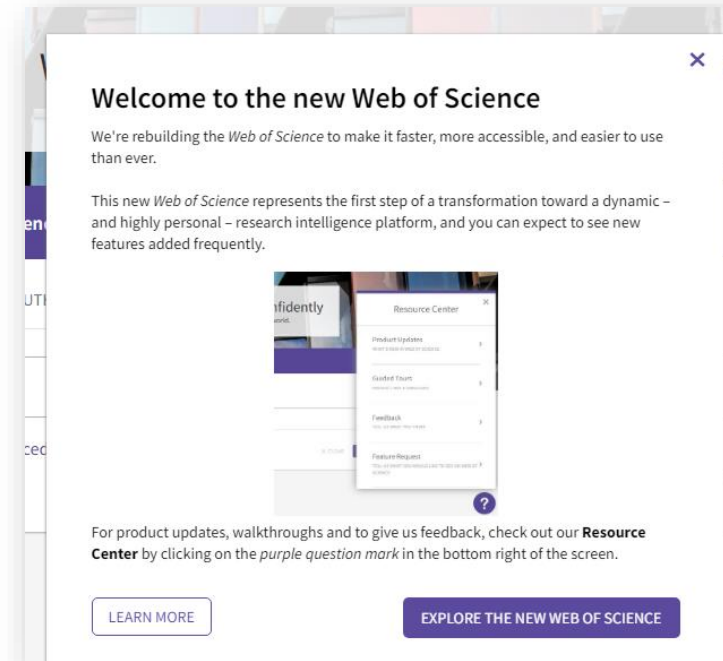 Welcome to the new Web of Science
We're rebuilding the Web of Science to make it faster, more accessible, and easier to use
than ever.
This new Web of Science represents the first step of a transformation toward a dynamic –
and highly personal – research intelligence platform, and you can expect to see new
features added frequently.
nfidently
world.
Resource Center
Product Updates
Guided Tours
Feedback
Feature Request
?
For product updates, walkthroughs and to give us feedback, check out our Resource
Center by clicking on the purple question mark in the bottom right of the screen.
LEARN MORE
EXPLORE THE NEW WEB OF SCIENCE